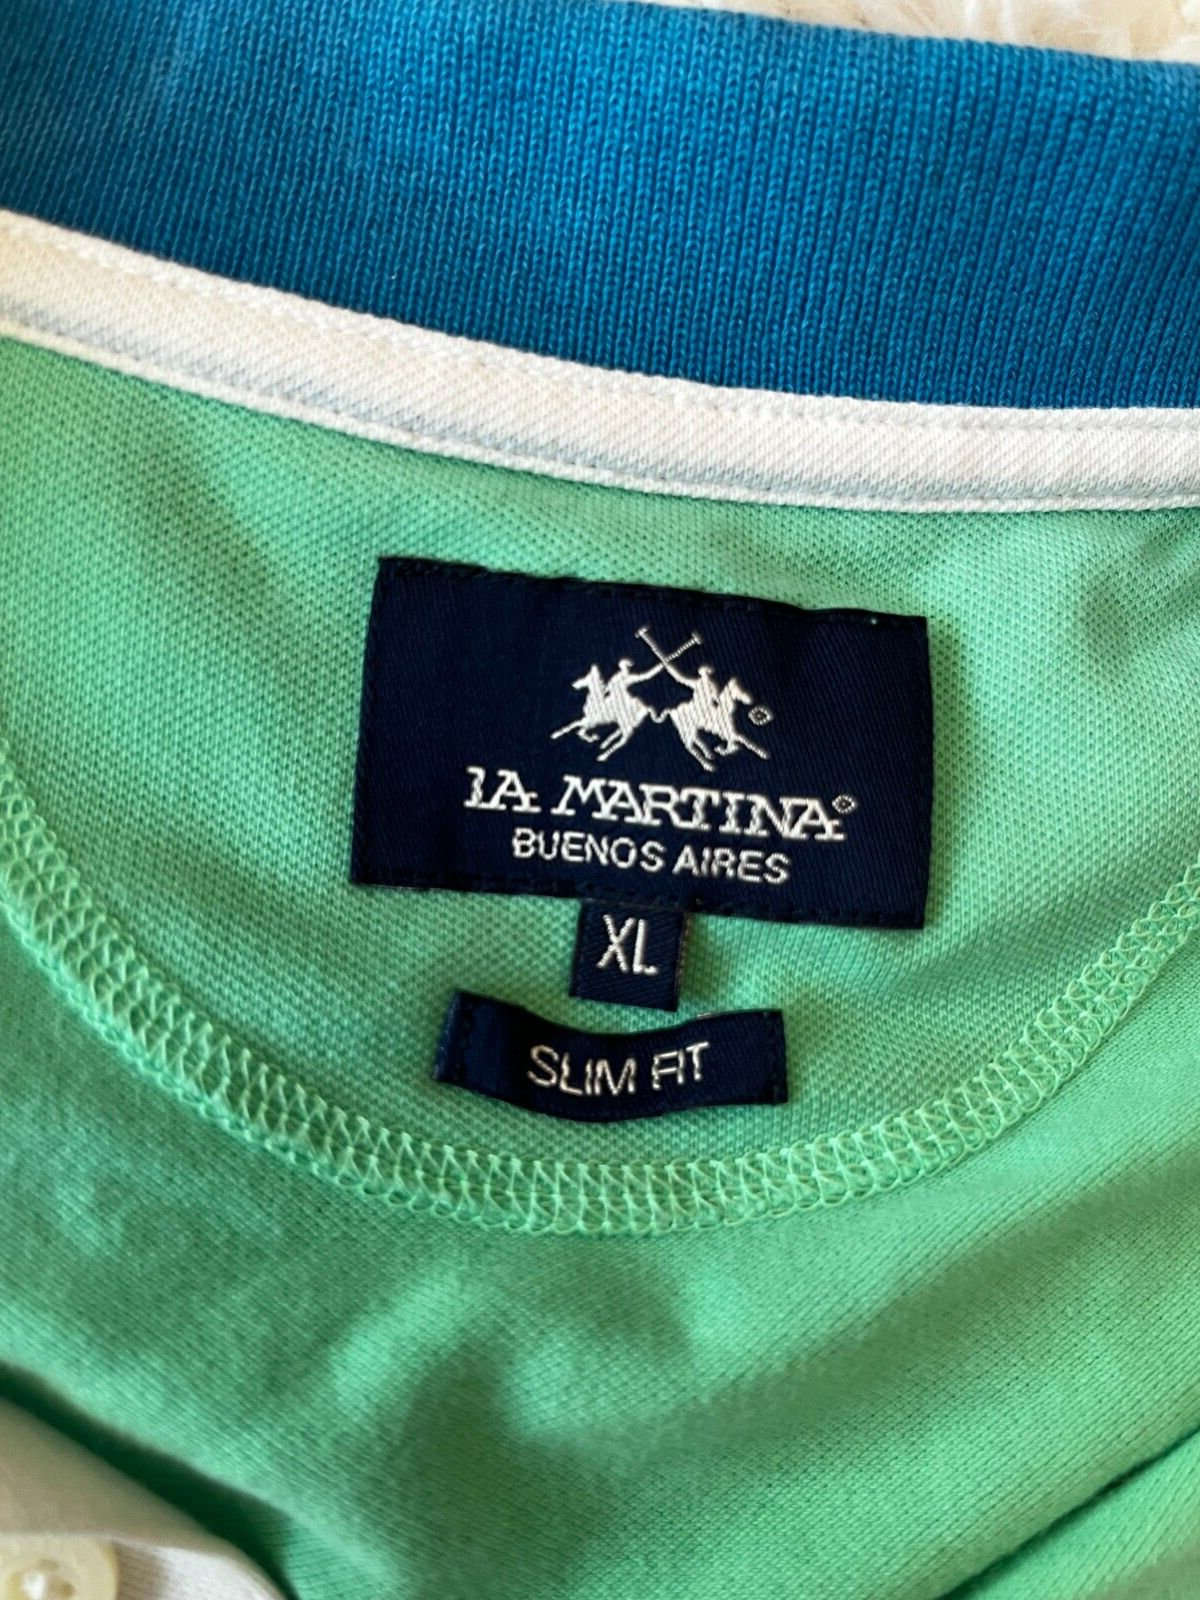 LA MARTINA®
BUENOS AIRES
XL
SLIM FIT